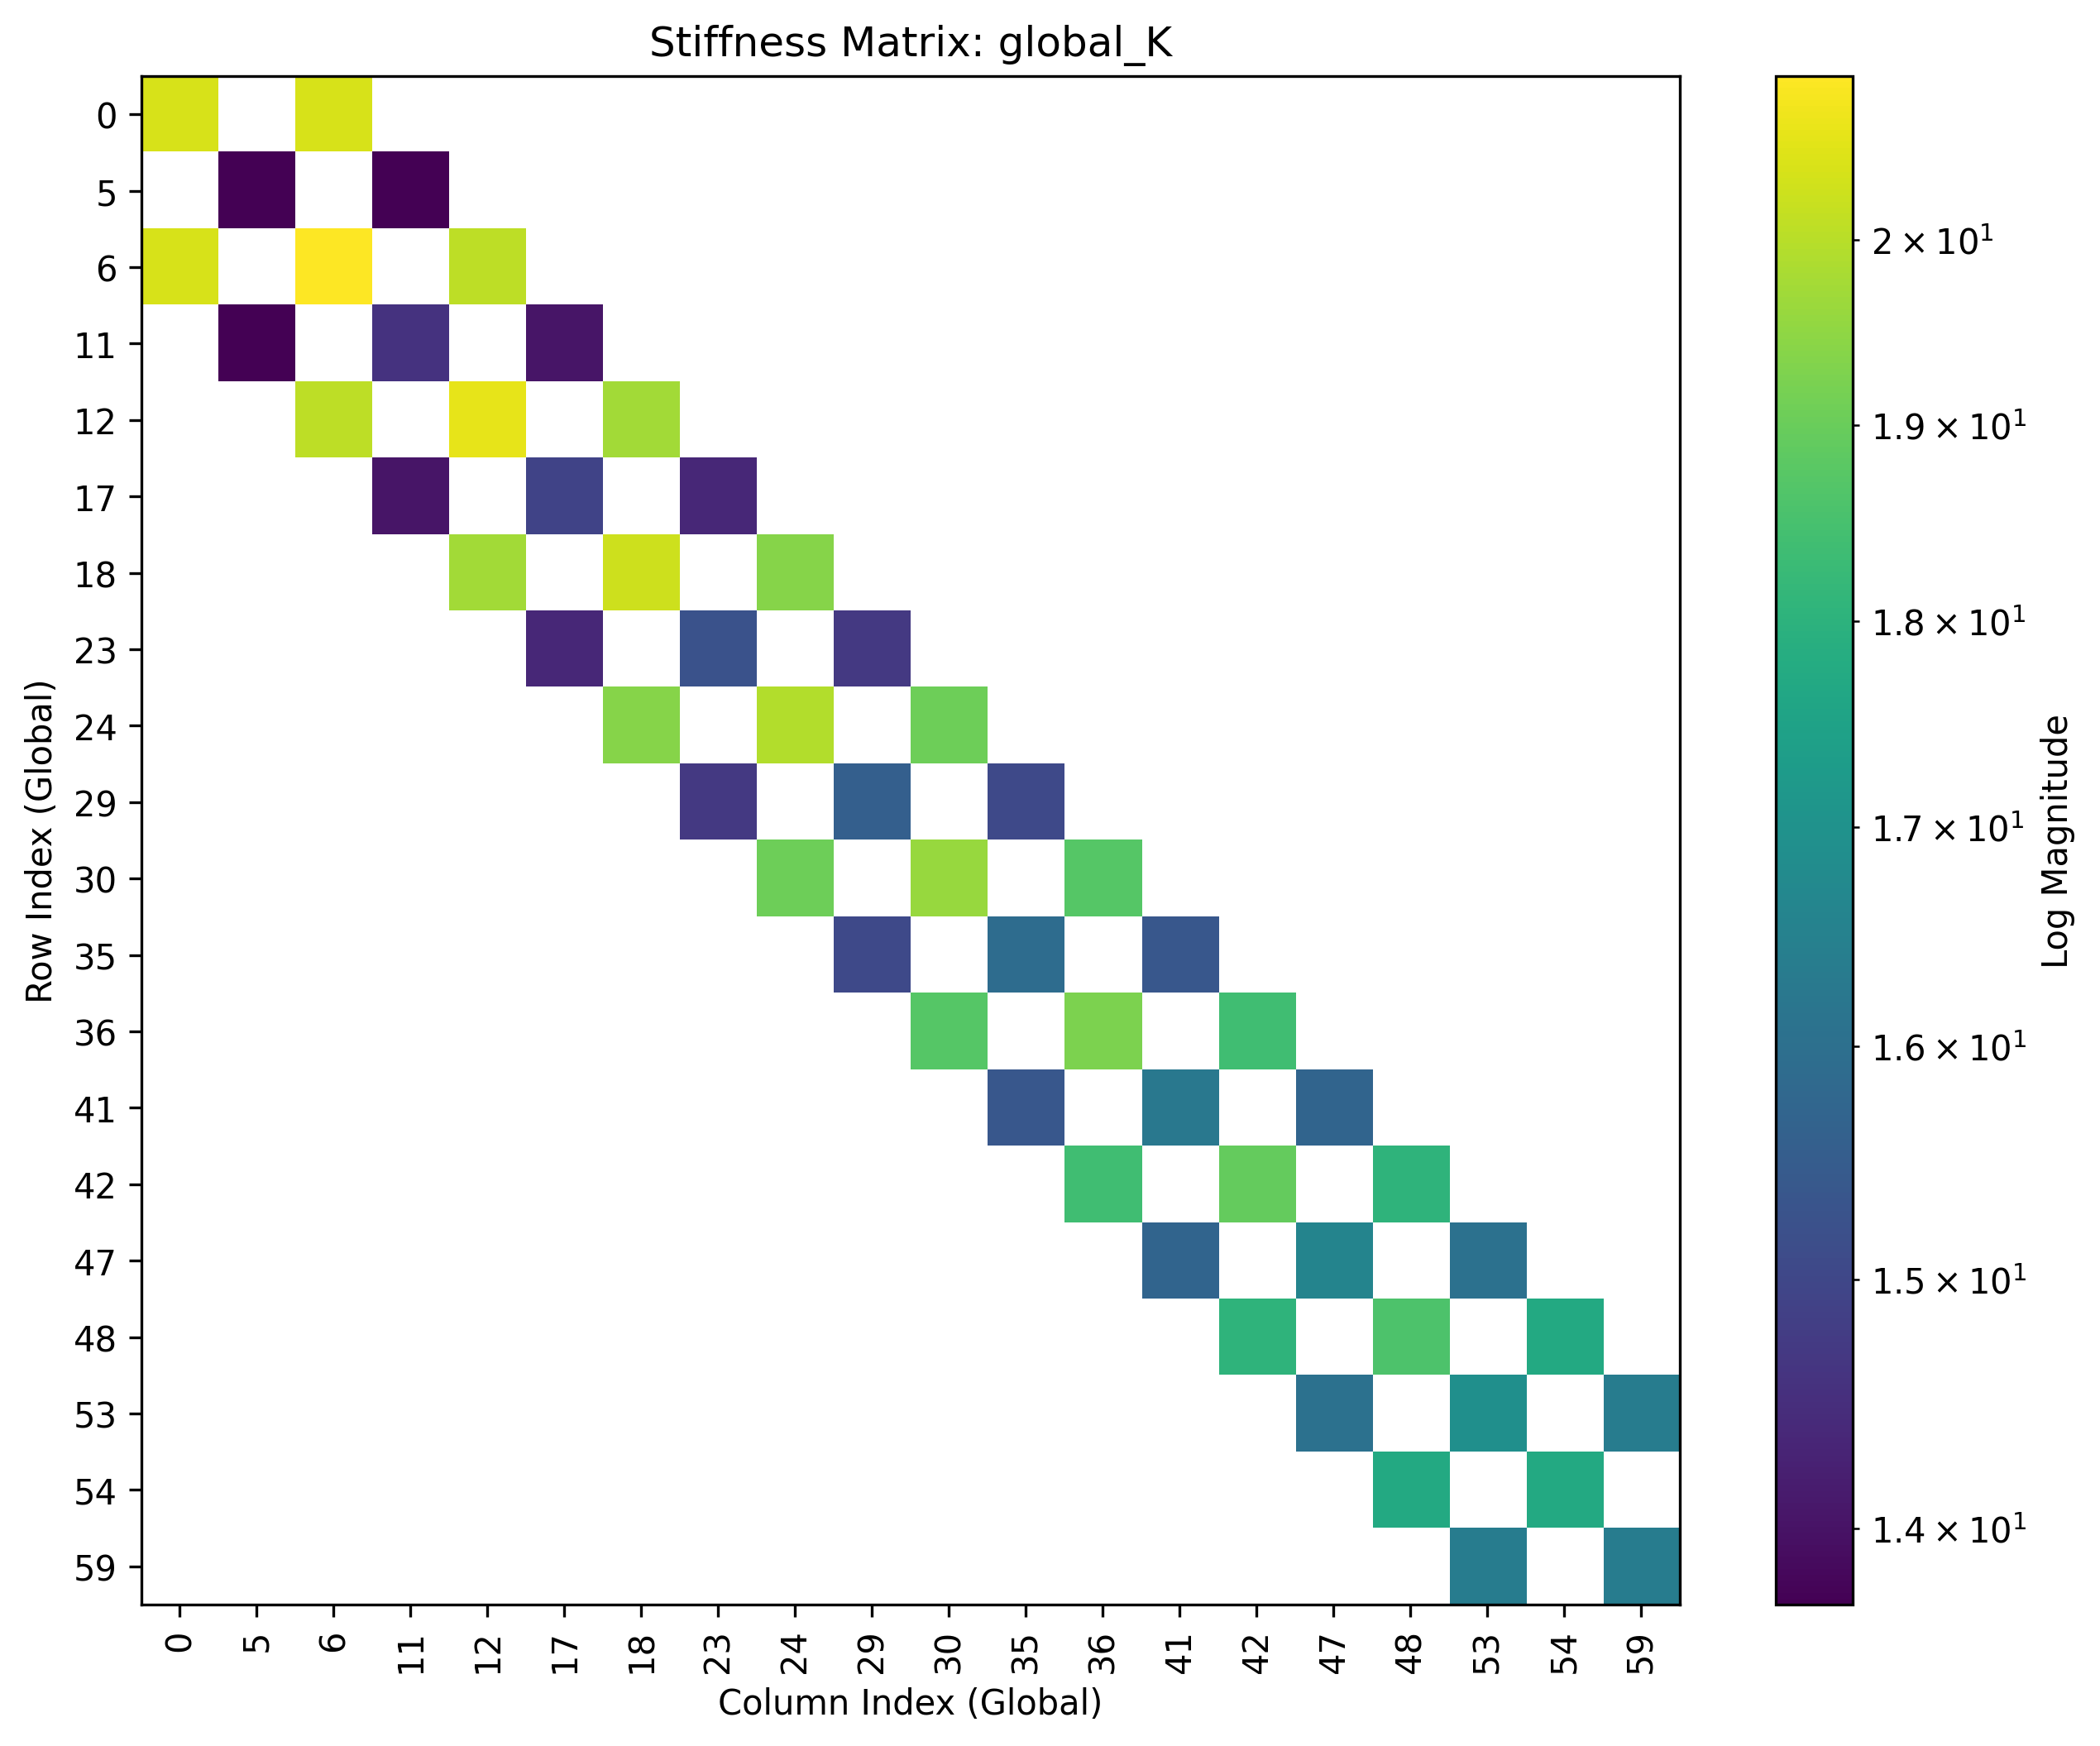 Stiffness Matrix: global_K
Row Index (Global)
0
5
6
11
12
17
18
23
24
29
30
35
36
41
42
47
48
53
54
59
0 5 6 11 12 17 18 23 24 29 30 35 36 41 42 47 48 53 54 59
Column Index (Global)
2 × 10¹
1.9 × 10¹
1.8 × 10¹
1.7 × 10¹
1.6 × 10¹
1.5 × 10¹
1.4 × 10¹
Log Magnitude